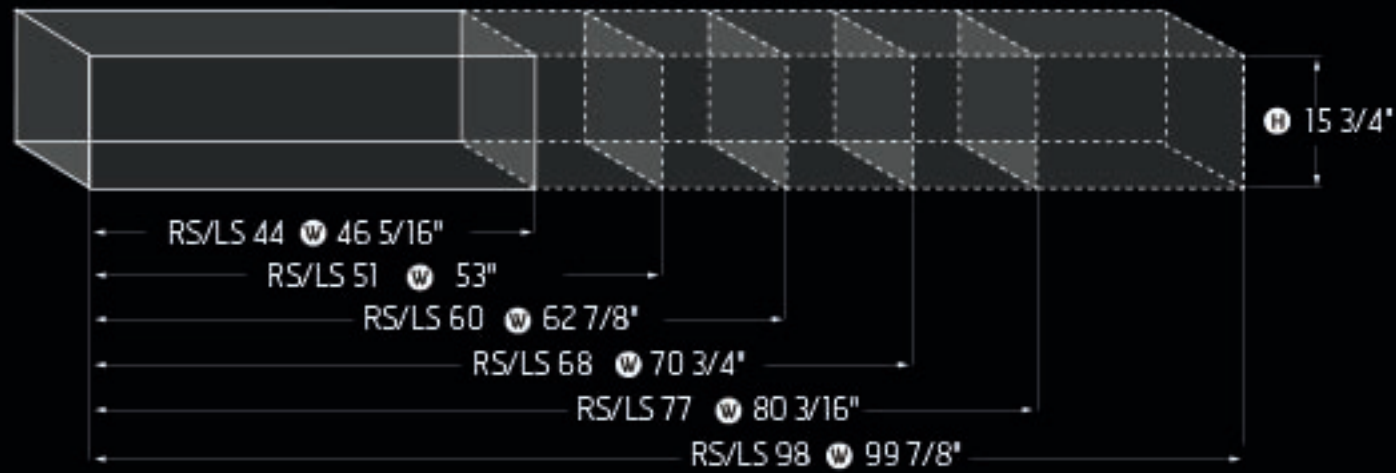 H 15 3/4"
RS/LS 44 W 46 5/16"
RS/LS 51 W 53"
RS/LS 60 W 62 7/8"
RS/LS 68 W 70 3/4"
RS/LS 77 W 80 3/16"
RS/LS 98 W 99 7/8"